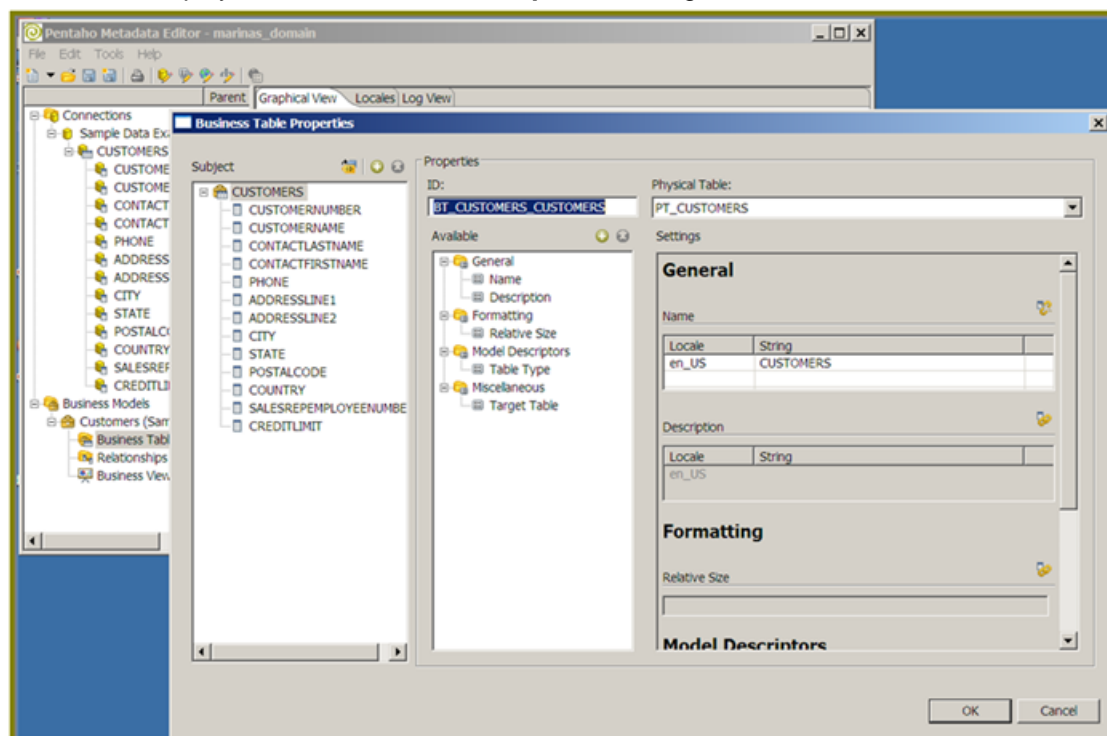 Pentaho Metadata Editor - marinas_domain
File Edit Tools Help
Parent Graphical View Locales Log View
Connections
Sample Data Exa
CUSTOMERS
CUSTOME
CUSTOME
CONTACT
CONTACT
PHONE
ADDRESS
ADDRESS
CITY
STATE
POSTALCO
COUNTRY
SALESREP
CREDITLI
Business Models
Customers (Sam
Business Tabl
Relationships
Business View
Business Table Properties
Subject
CUSTOMERS
CUSTOMERNUMBER
CUSTOMERNAME
CONTACTLASTNAME
CONTACTFIRSTNAME
PHONE
ADDRESSLINE1
ADDRESSLINE2
CITY
STATE
POSTALCODE
COUNTRY
SALESREPEMPLOYEENUMBE
CREDITLIMIT
Properties
ID:
BT_CUSTOMERS_CUSTOMERS
Physical Table:
PT_CUSTOMERS
Available
General
Name
Description
Formatting
Relative Size
Model Descriptors
Table Type
Miscellaneous
Target Table
Settings
General
Name
Locale String
en_US CUSTOMERS
Description
Locale String
en_US
Formatting
Relative Size
Model Descriptors
OK Cancel